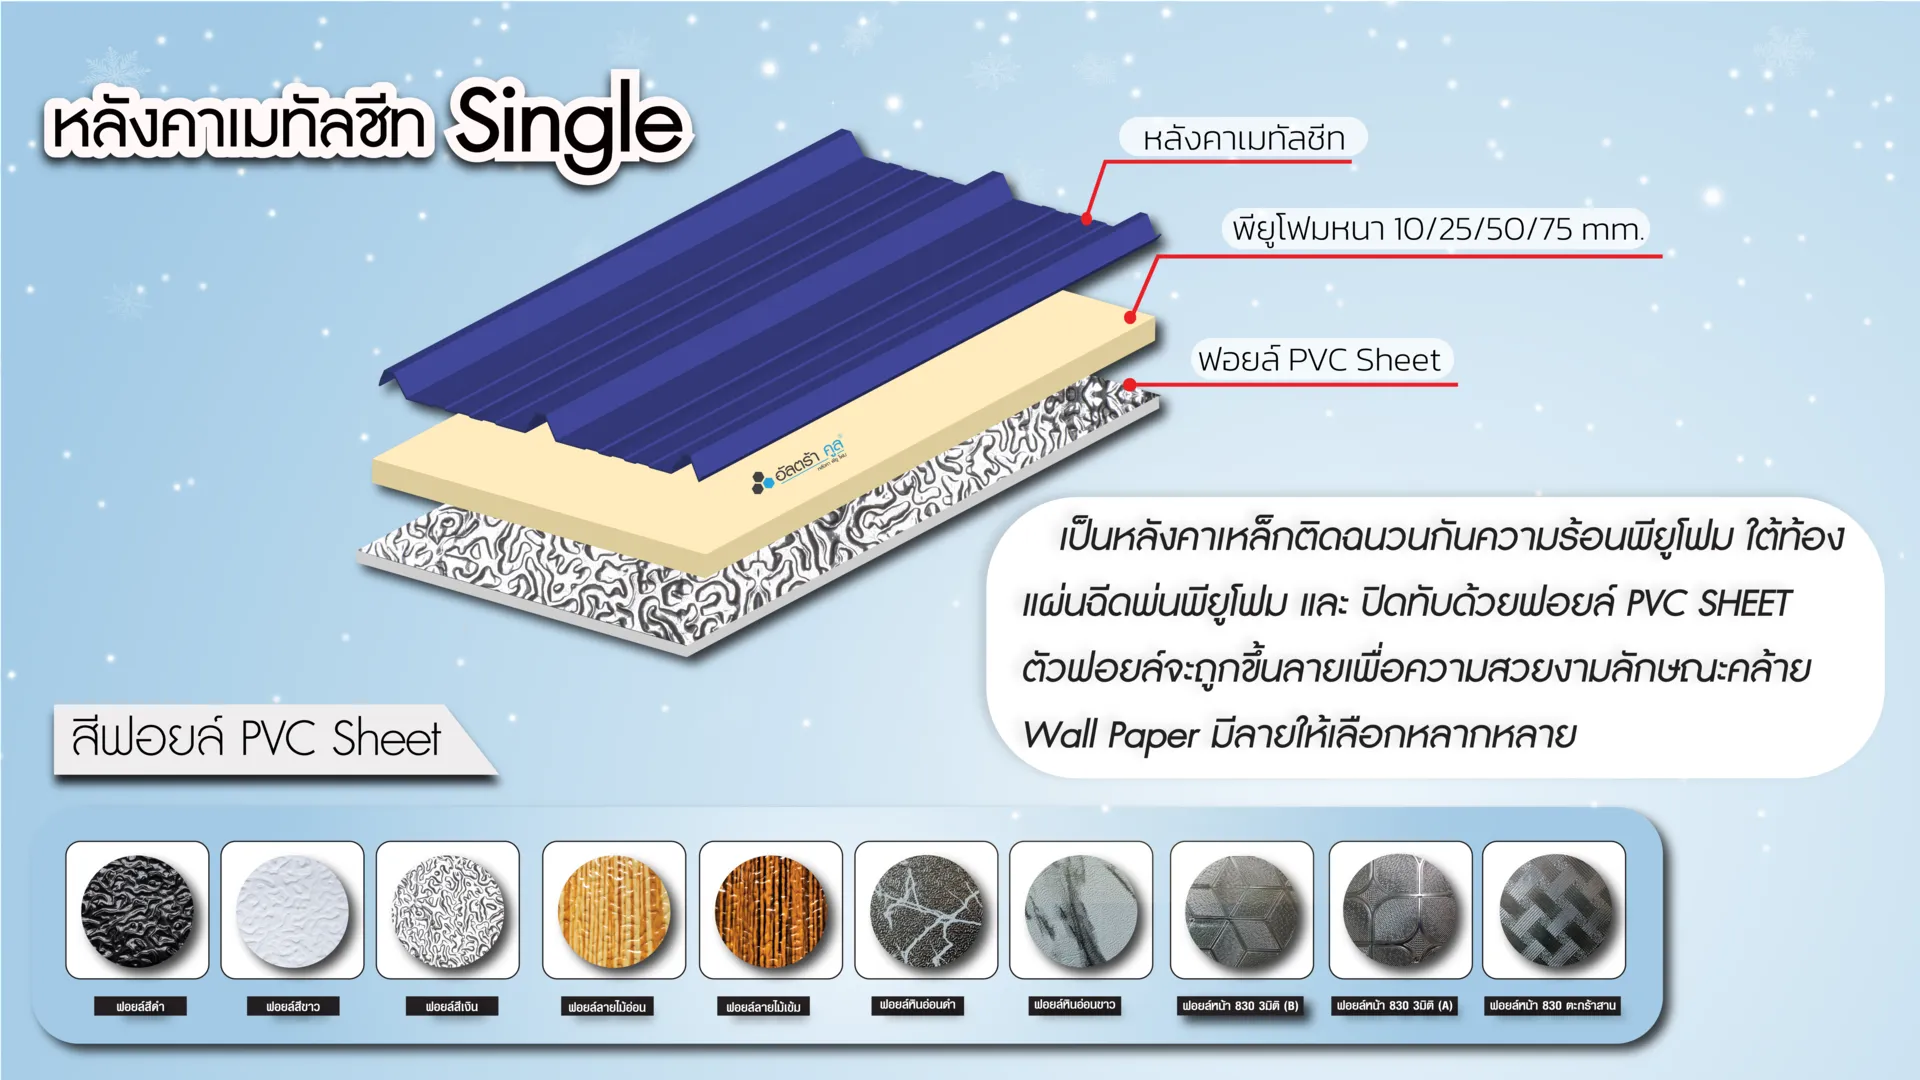 หลังคาเมทัลชีท Single
หลังคาเมทัลชีท
พียูโฟมหนา 10/25/50/75 mm.
ฟอยล์ PVC Sheet
อัลตร้า คูล
เป็นหลังคาเหล็กติดฉนวนกันความร้อนพียูโฟม ใต้ท้อง
แผ่นฉีดพ่นพียูโฟม และ ปิดทับด้วยฟอยล์ PVC SHEET
ตัวฟอยล์จะถูกขึ้นลายเพื่อความสวยงามลักษณะคล้าย
Wall Paper มีลายให้เลือกหลากหลาย
สีฟอยล์ PVC Sheet
ฟอยล์สีดำ
ฟอยล์สีขาว
ฟอยล์สีเงิน
ฟอยล์ลายไม้อ่อน
ฟอยล์ลายไม้เข้ม
ฟอยล์หินอ่อนดำ
ฟอยล์หินอ่อนขาว
ฟอยล์หน้า 830 3มิติ (B)
ฟอยล์หน้า 830 3มิติ (A)
ฟอยล์หน้า 830 ตะกร้าสาน